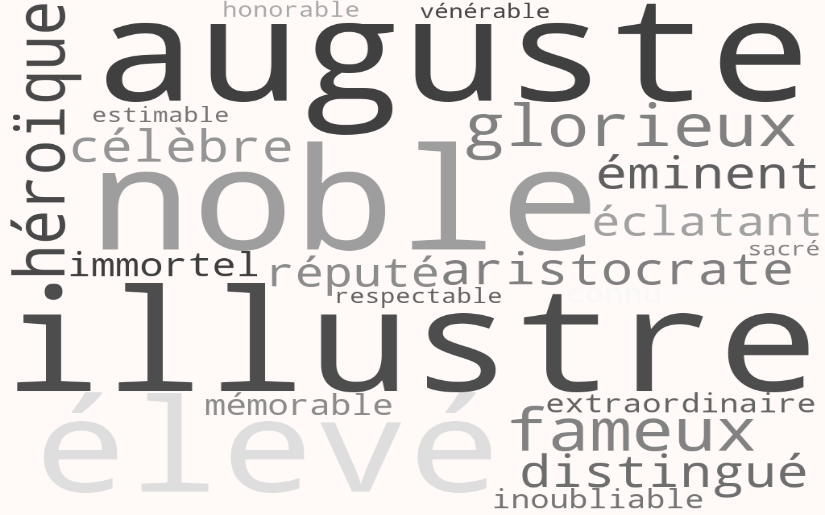 honorable
vénérable
auguste
héroïque
estimable
glorieux
célèbre
noble
éminent
éclatant
sacré
immortel
réputé
aristocrate
respectable
connu
illustre
élevé
mémorable
extraordinaire
fameux
distingué
inoubliable